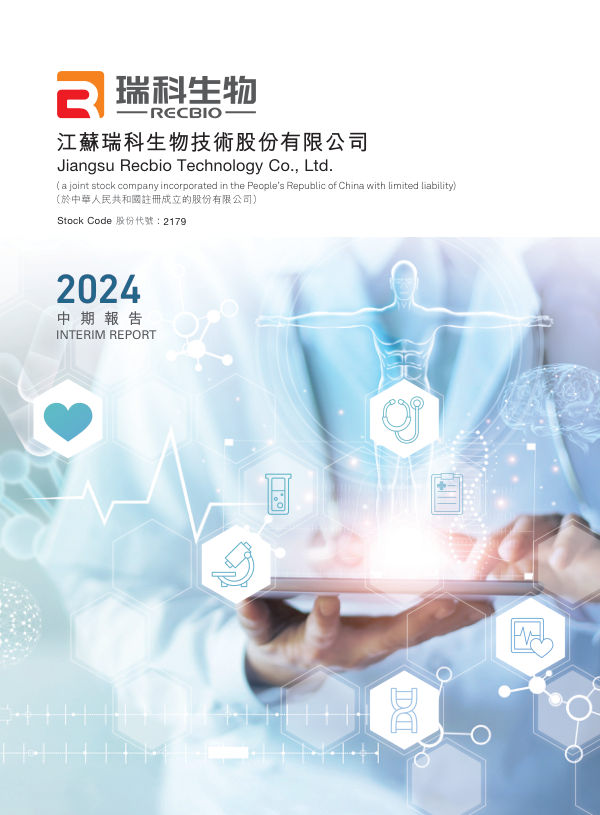 瑞科生物
RECBIO
江蘇瑞科生物技術股份有限公司
Jiangsu Recbio Technology Co., Ltd.
( a joint stock company incorporated in the People's Republic of China with limited liability)
(於中華人民共和國註冊成立的股份有限公司)
Stock Code 股份代號：2179
2024
中期報告
INTERIM REPORT